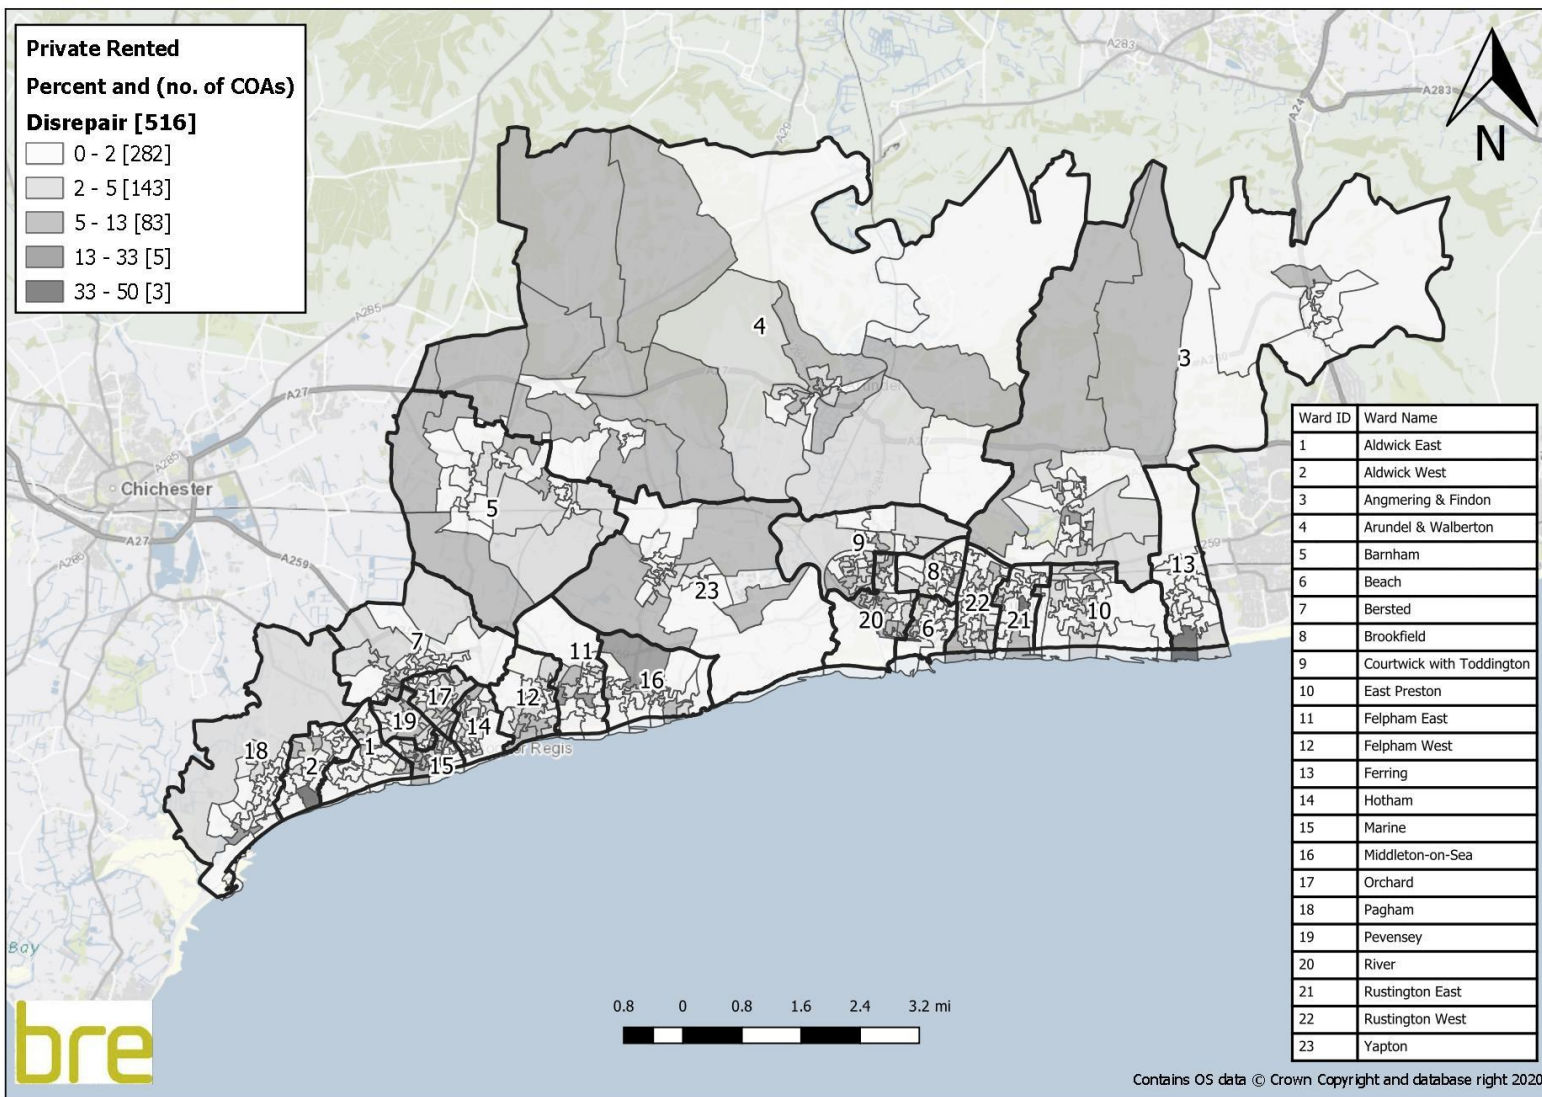 Private Rented
Percent and (no. of COAs)
Disrepair [516]
0 - 2 [282]
2 - 5 [143]
5 - 13 [83]
13 - 33 [5]
33 - 50 [3]
N
A283
A283
A24
A29
A285
A27
A27
A285
Chichester
A27
A259
A286
A259
Bay
Regis
1
2
3
4
5
6
7
8
9
10
11
12
13
14
15
16
17
18
19
20
21
22
23
Ward ID Ward Name
1 Aldwick East
2 Aldwick West
3 Angmering & Findon
4 Arundel & Walberton
5 Barnham
6 Beach
7 Bersted
8 Brookfield
9 Courtwick with Toddington
10 East Preston
11 Felpham East
12 Felpham West
13 Ferring
14 Hotham
15 Marine
16 Middleton-on-Sea
17 Orchard
18 Pagham
19 Pevensey
20 River
21 Rustington East
22 Rustington West
23 Yapton
0.8 0 0.8 1.6 2.4 3.2 mi
bre
Contains OS data © Crown Copyright and database right 2020